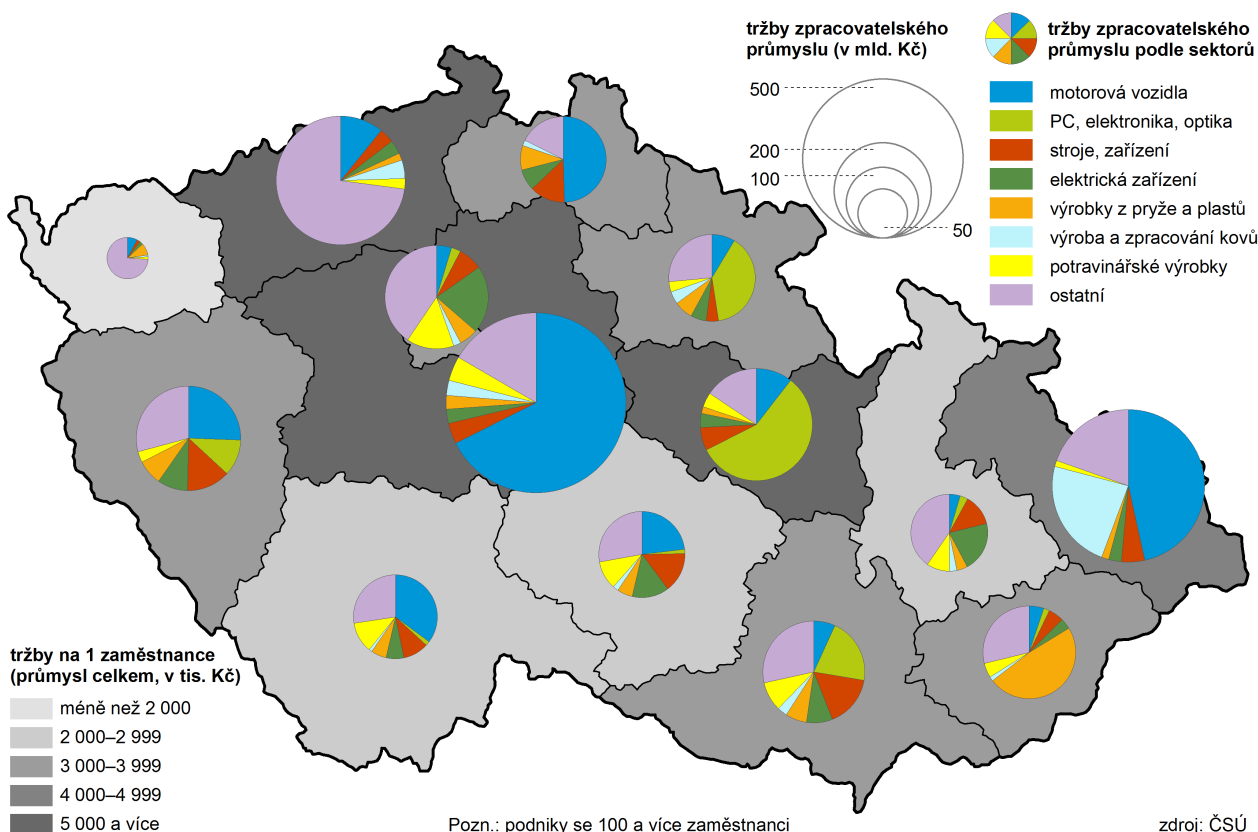 tržby zpracovatelského
průmyslu (v mld. Kč)
500
200
100
50
tržby zpracovatelského
průmyslu podle sektorů
motorová vozidla
PC, elektronika, optika
stroje, zařízení
elektrická zařízení
výrobky z pryže a plastů
výroba a zpracování kovů
potravinářské výrobky
ostatní
tržby na 1 zaměstnance
(průmysl celkem, v tis. Kč)
méně než 2 000
2 000–2 999
3 000–3 999
4 000–4 999
5 000 a více
Pozn.: podniky se 100 a více zaměstnanci
zdroj: ČSÚ